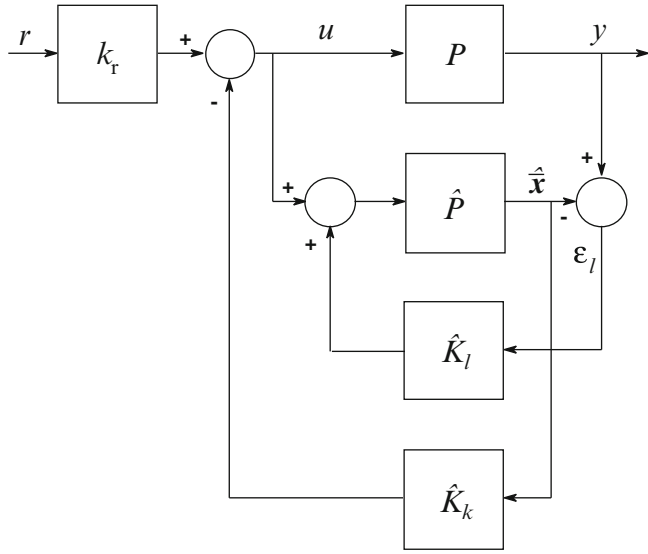 r
k_r
+
-
u
P
y
+
+
P̂
x̄̂
+
-
ε_l
K̂_l
K̂_k